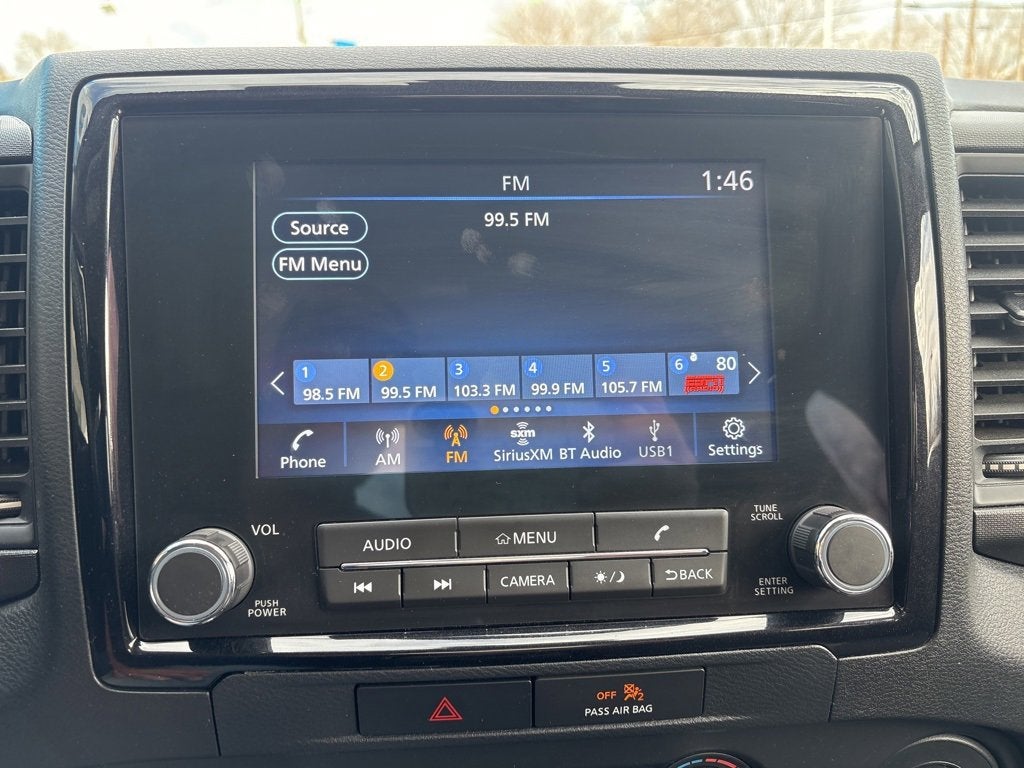 FM 1:46
99.5 FM
Source
FM Menu
1 2 3 4 5 6 80
98.5 FM 99.5 FM 103.3 FM 99.9 FM 105.7 FM
sxm
Phone AM FM SiriusXM BT Audio USB1 Settings
VOL
TUNE
SCROLL
AUDIO MENU
CAMERA BACK
PUSH
POWER
ENTER
SETTING
OFF 2
PASS AIR BAG